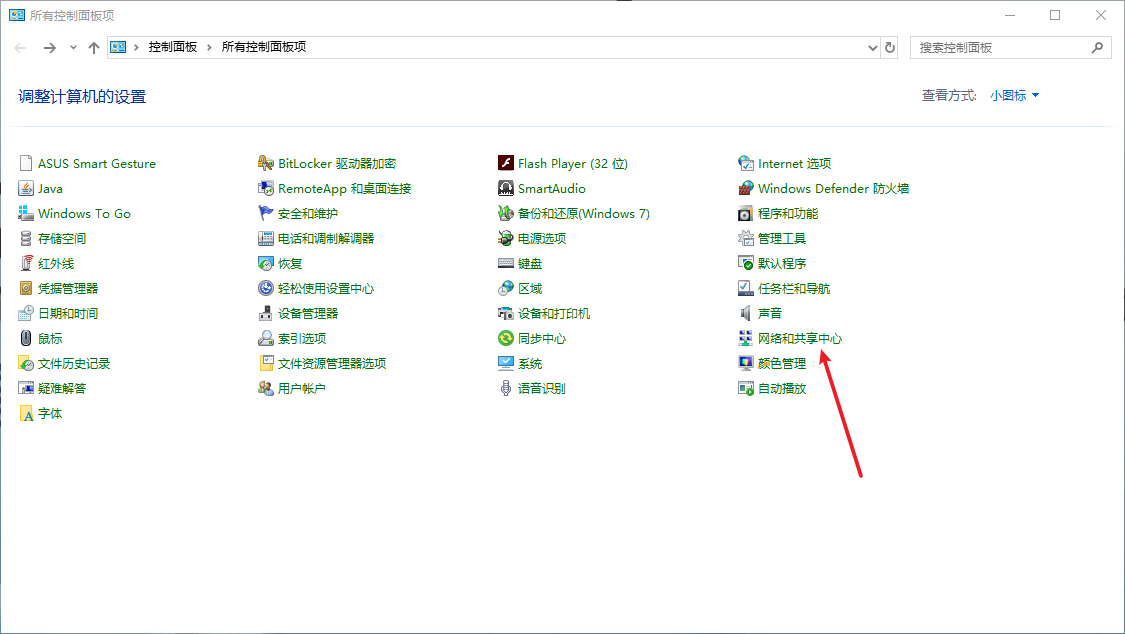 所有控制面板项
控制面板 所有控制面板项
搜索控制面板
调整计算机的设置
查看方式: 小图标
ASUS Smart Gesture
BitLocker 驱动器加密
Flash Player (32 位)
Internet 选项
Java
RemoteApp 和桌面连接
SmartAudio
Windows Defender 防火墙
Windows To Go
安全和维护
备份和还原(Windows 7)
程序和功能
存储空间
电话和调制解调器
电源选项
管理工具
红外线
恢复
键盘
默认程序
凭据管理器
轻松使用设置中心
区域
任务栏和导航
日期和时间
设备管理器
设备和打印机
声音
鼠标
索引选项
同步中心
网络和共享中心
文件历史记录
文件资源管理器选项
系统
颜色管理
疑难解答
用户帐户
语音识别
自动播放
字体